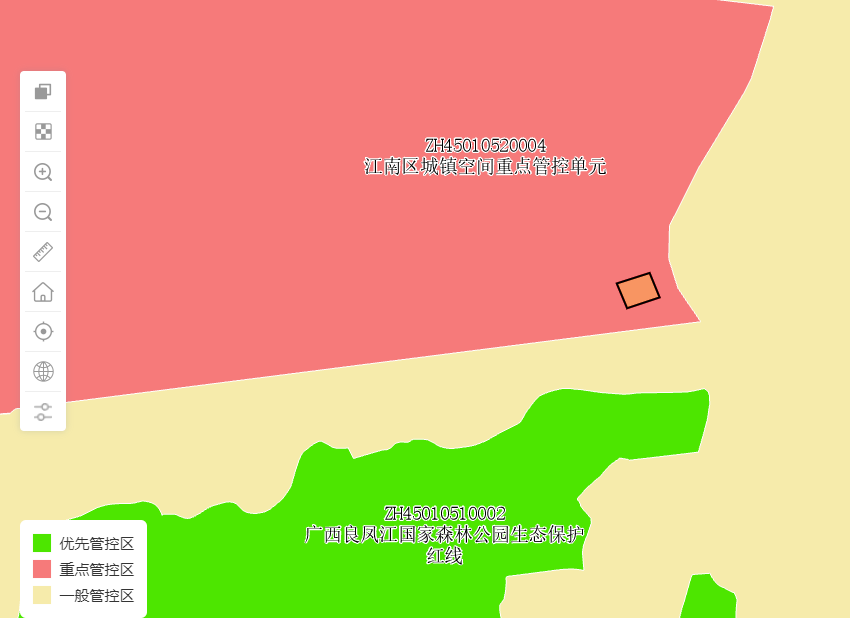 ZH45010520004
江南区城镇空间重点管控单元
ZH45010510002
广西良凤江国家森林公园生态保护
红线
优先管控区
重点管控区
一般管控区